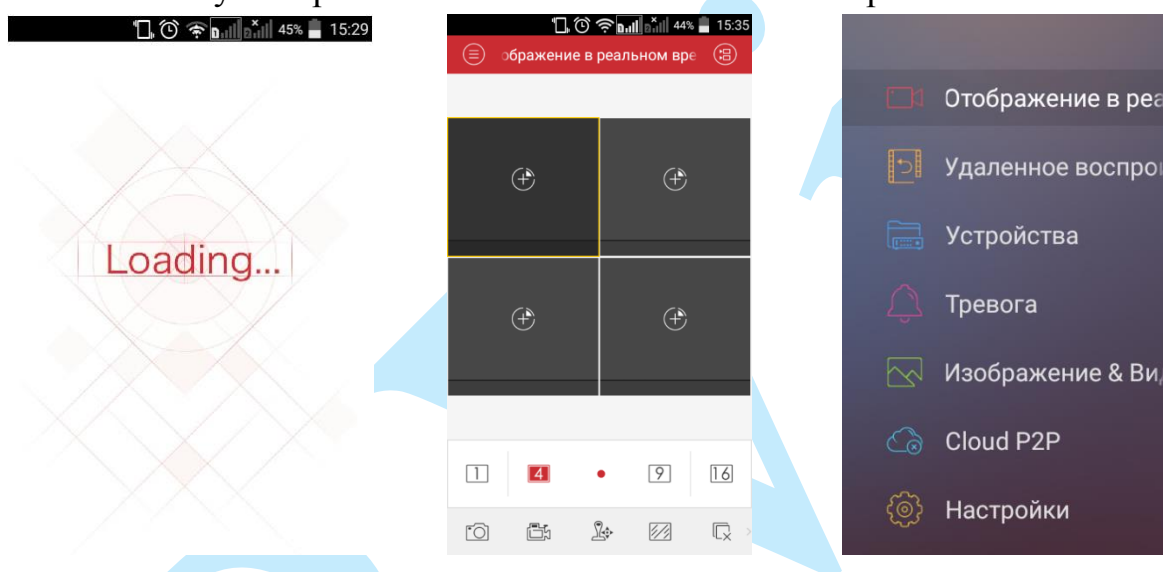 45% 15:29
Loading...
44% 15:35
ображение в реальном вре
1 4 9 16
Отображение в реа
Удаленное воспрои
Устройства
Тревога
Изображение & Ви
Cloud P2P
Настройки